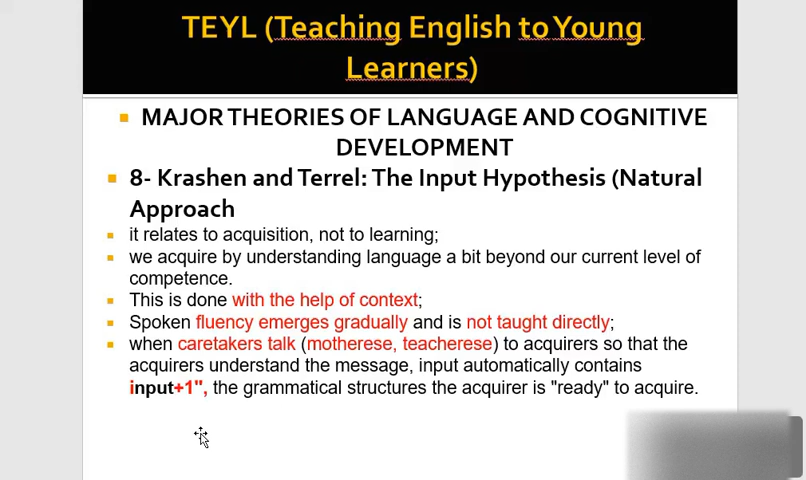 TEYL (Teaching English to Young
Learners)
MAJOR THEORIES OF LANGUAGE AND COGNITIVE
DEVELOPMENT
8- Krashen and Terrel: The Input Hypothesis (Natural
Approach
it relates to acquisition, not to learning;
we acquire by understanding language a bit beyond our current level of
competence.
This is done with the help of context;
Spoken fluency emerges gradually and is not taught directly;
when caretakers talk (motherese, teacherese) to acquirers so that the
acquirers understand the message, input automatically contains
input+1", the grammatical structures the acquirer is "ready" to acquire.